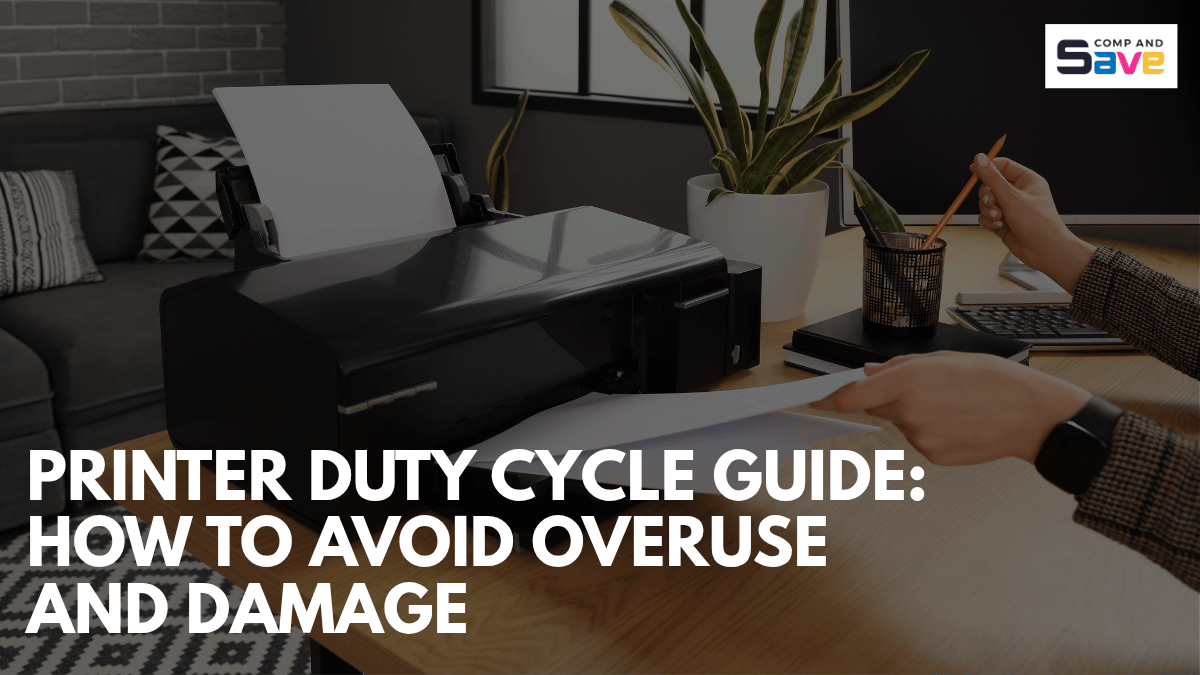 COMP AND
Save
PRINTER DUTY CYCLE GUIDE:
HOW TO AVOID OVERUSE
AND DAMAGE